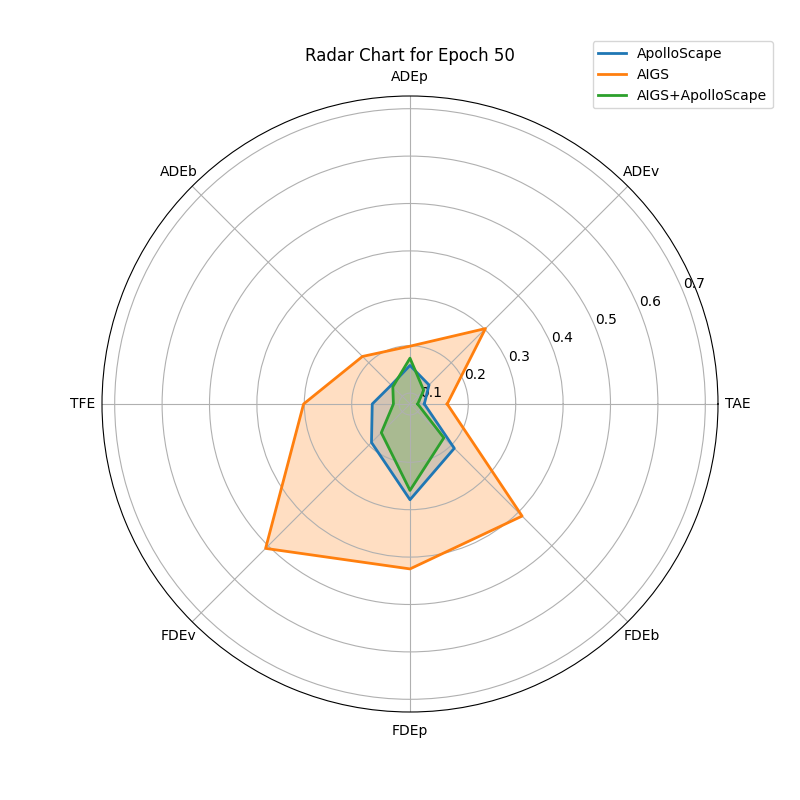 Radar Chart for Epoch 50
ApolloScape
AIGS
AIGS+ApolloScape
ADEp
ADEb
ADEv
0.7
0.6
0.5
0.4
0.3
0.2
0.1
TFE
TAE
FDEv
FDEb
FDEp